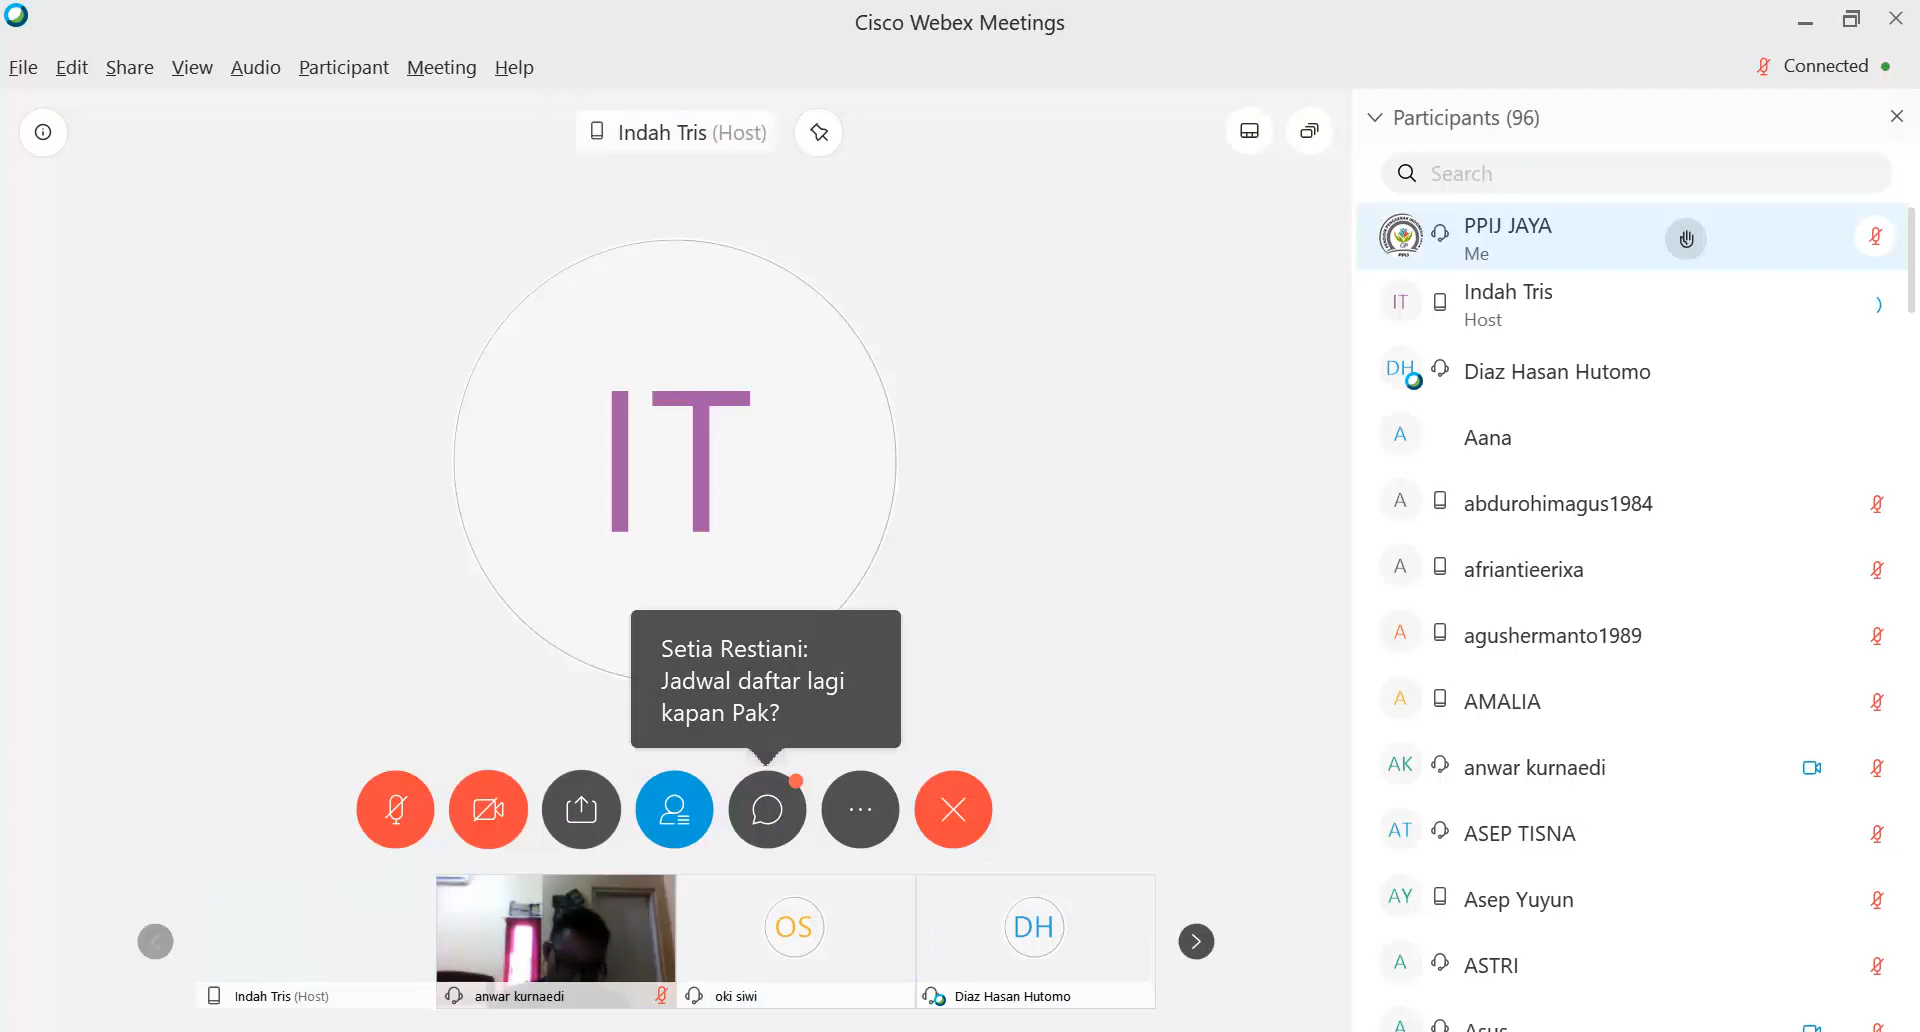 Cisco Webex Meetings
File Edit Share View Audio Participant Meeting Help
Connected
Indah Tris (Host)
IT
Setia Restiani:
Jadwal daftar lagi
kapan Pak?
Indah Tris (Host)
anwar kurnaedi
OS
oki siwi
DH
Diaz Hasan Hutomo
Participants (96)
Search
PPIJ
PPIJ JAYA
Me
IT
Indah Tris
Host
DH
Diaz Hasan Hutomo
A
Aana
A
abdurohimagus1984
A
afriantieerixa
A
agushermanto1989
A
AMALIA
AK
anwar kurnaedi
AT
ASEP TISNA
AY
Asep Yuyun
A
ASTRI
A
Asus